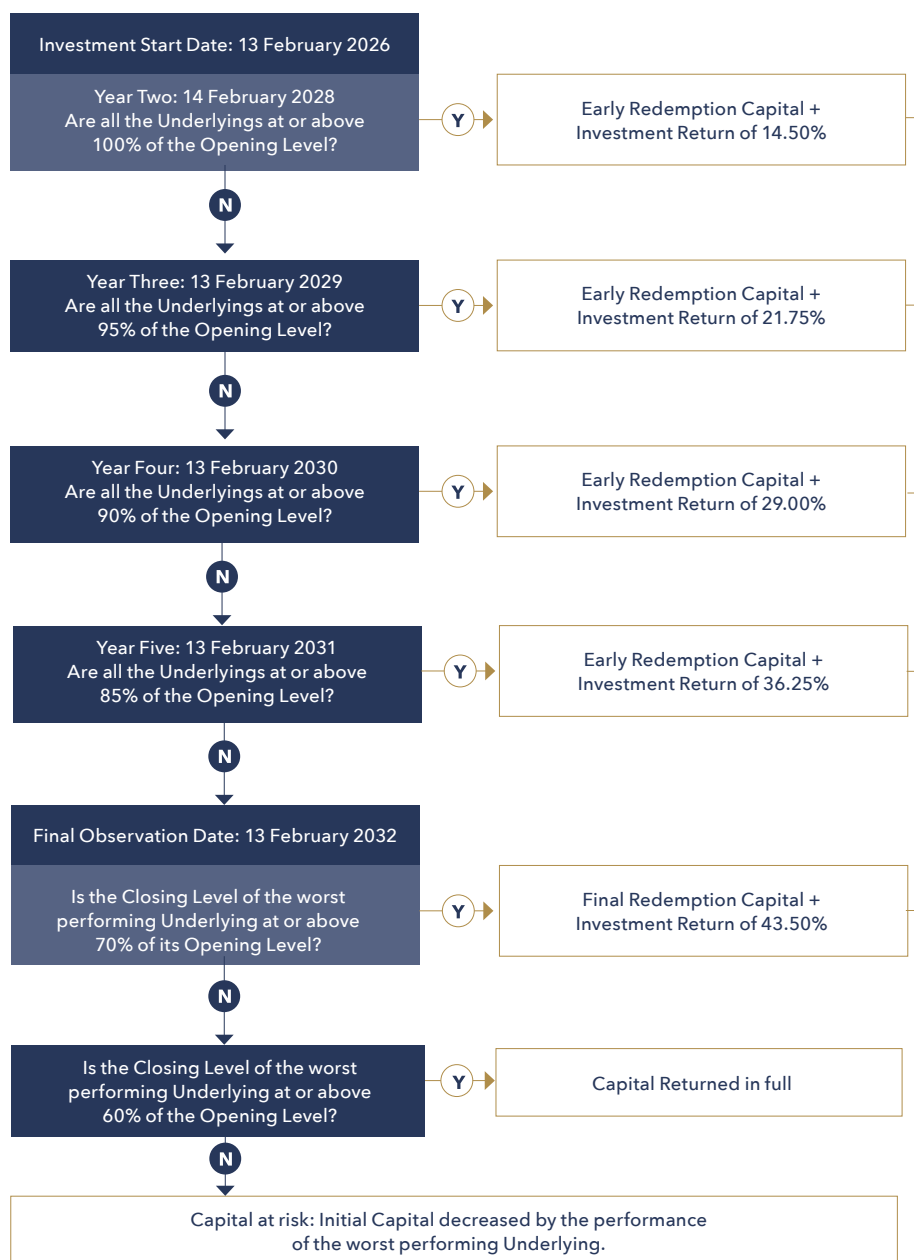 Investment Start Date: 13 February 2026
Year Two: 14 February 2028
Are all the Underlyings at or above
100% of the Opening Level?
Y
Early Redemption Capital +
Investment Return of 14.50%
N
Year Three: 13 February 2029
Are all the Underlyings at or above
95% of the Opening Level?
Y
Early Redemption Capital +
Investment Return of 21.75%
N
Year Four: 13 February 2030
Are all the Underlyings at or above
90% of the Opening Level?
Y
Early Redemption Capital +
Investment Return of 29.00%
N
Year Five: 13 February 2031
Are all the Underlyings at or above
85% of the Opening Level?
Y
Early Redemption Capital +
Investment Return of 36.25%
N
Final Observation Date: 13 February 2032
Is the Closing Level of the worst
performing Underlying at or above
70% of its Opening Level?
Y
Final Redemption Capital +
Investment Return of 43.50%
N
Is the Closing Level of the worst
performing Underlying at or above
60% of the Opening Level?
Y
Capital Returned in full
N
Capital at risk: Initial Capital decreased by the performance
of the worst performing Underlying.